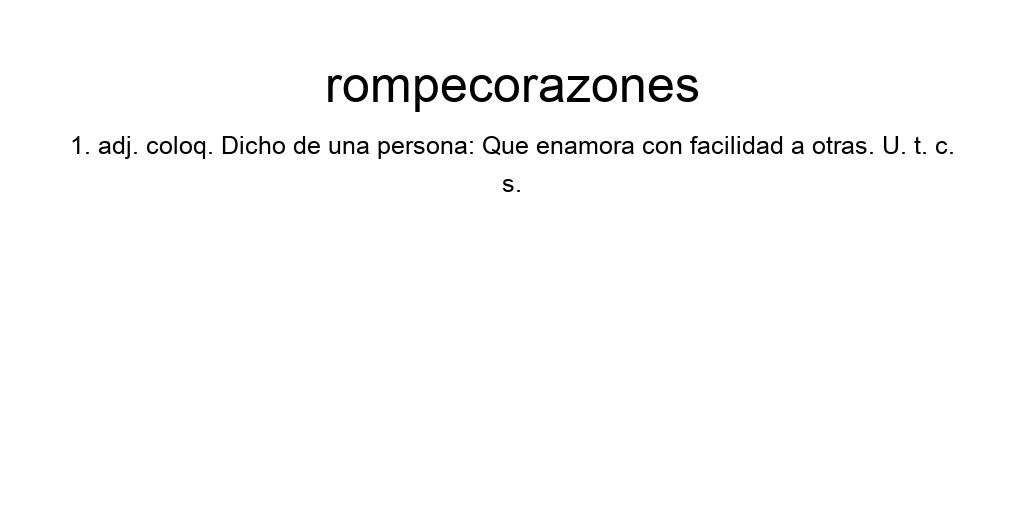 rompecorazones
1. adj. coloq. Dicho de una persona: Que enamora con facilidad a otras. U. t. c.
s.